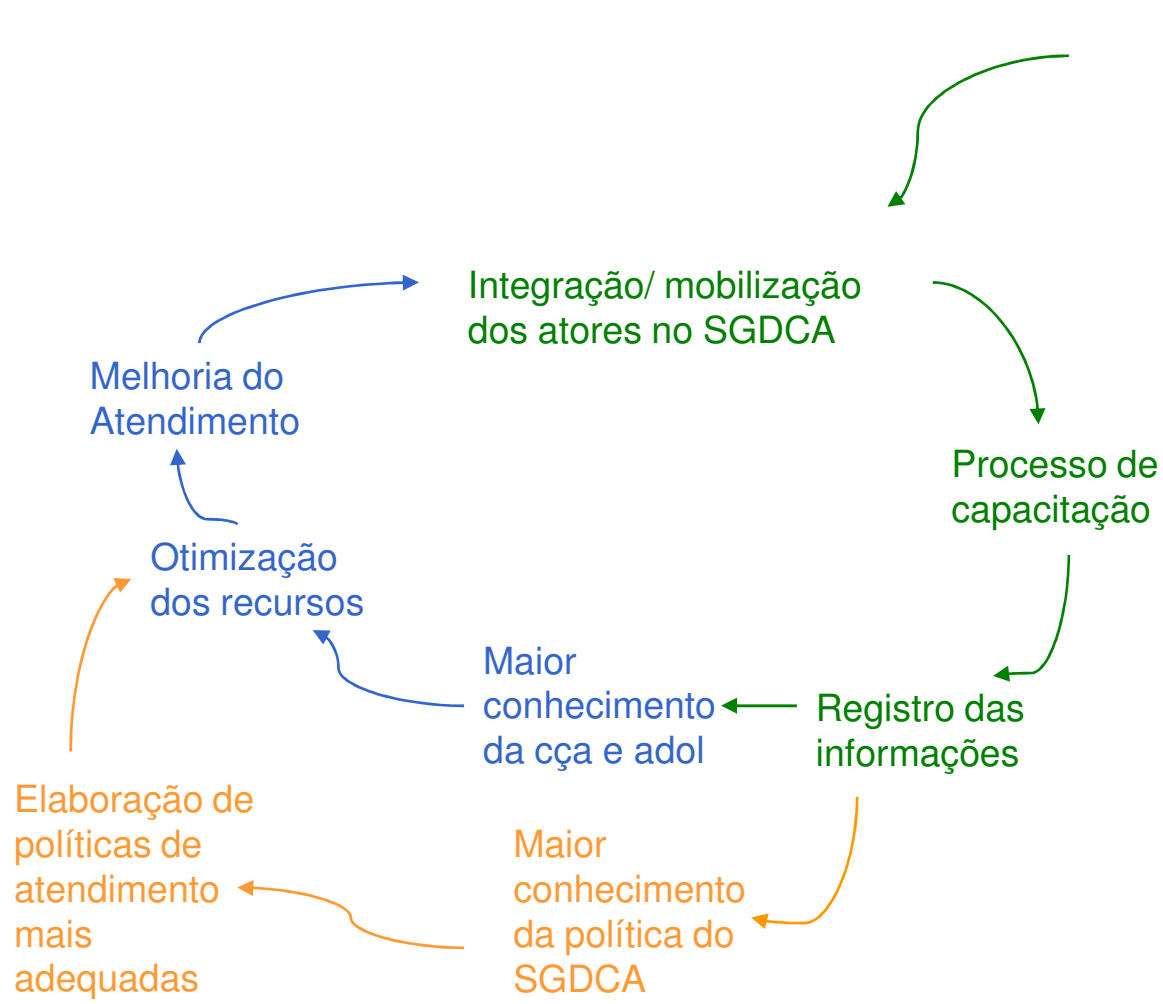 Integração/ mobilização
dos atores no SGDCA
Melhoria do
Atendimento
Processo de
capacitação
Otimização
dos recursos
Maior
conhecimento
da cça e adol
Registro das
informações
Elaboração de
políticas de
atendimento
mais
adequadas
Maior
conhecimento
da política do
SGDCA